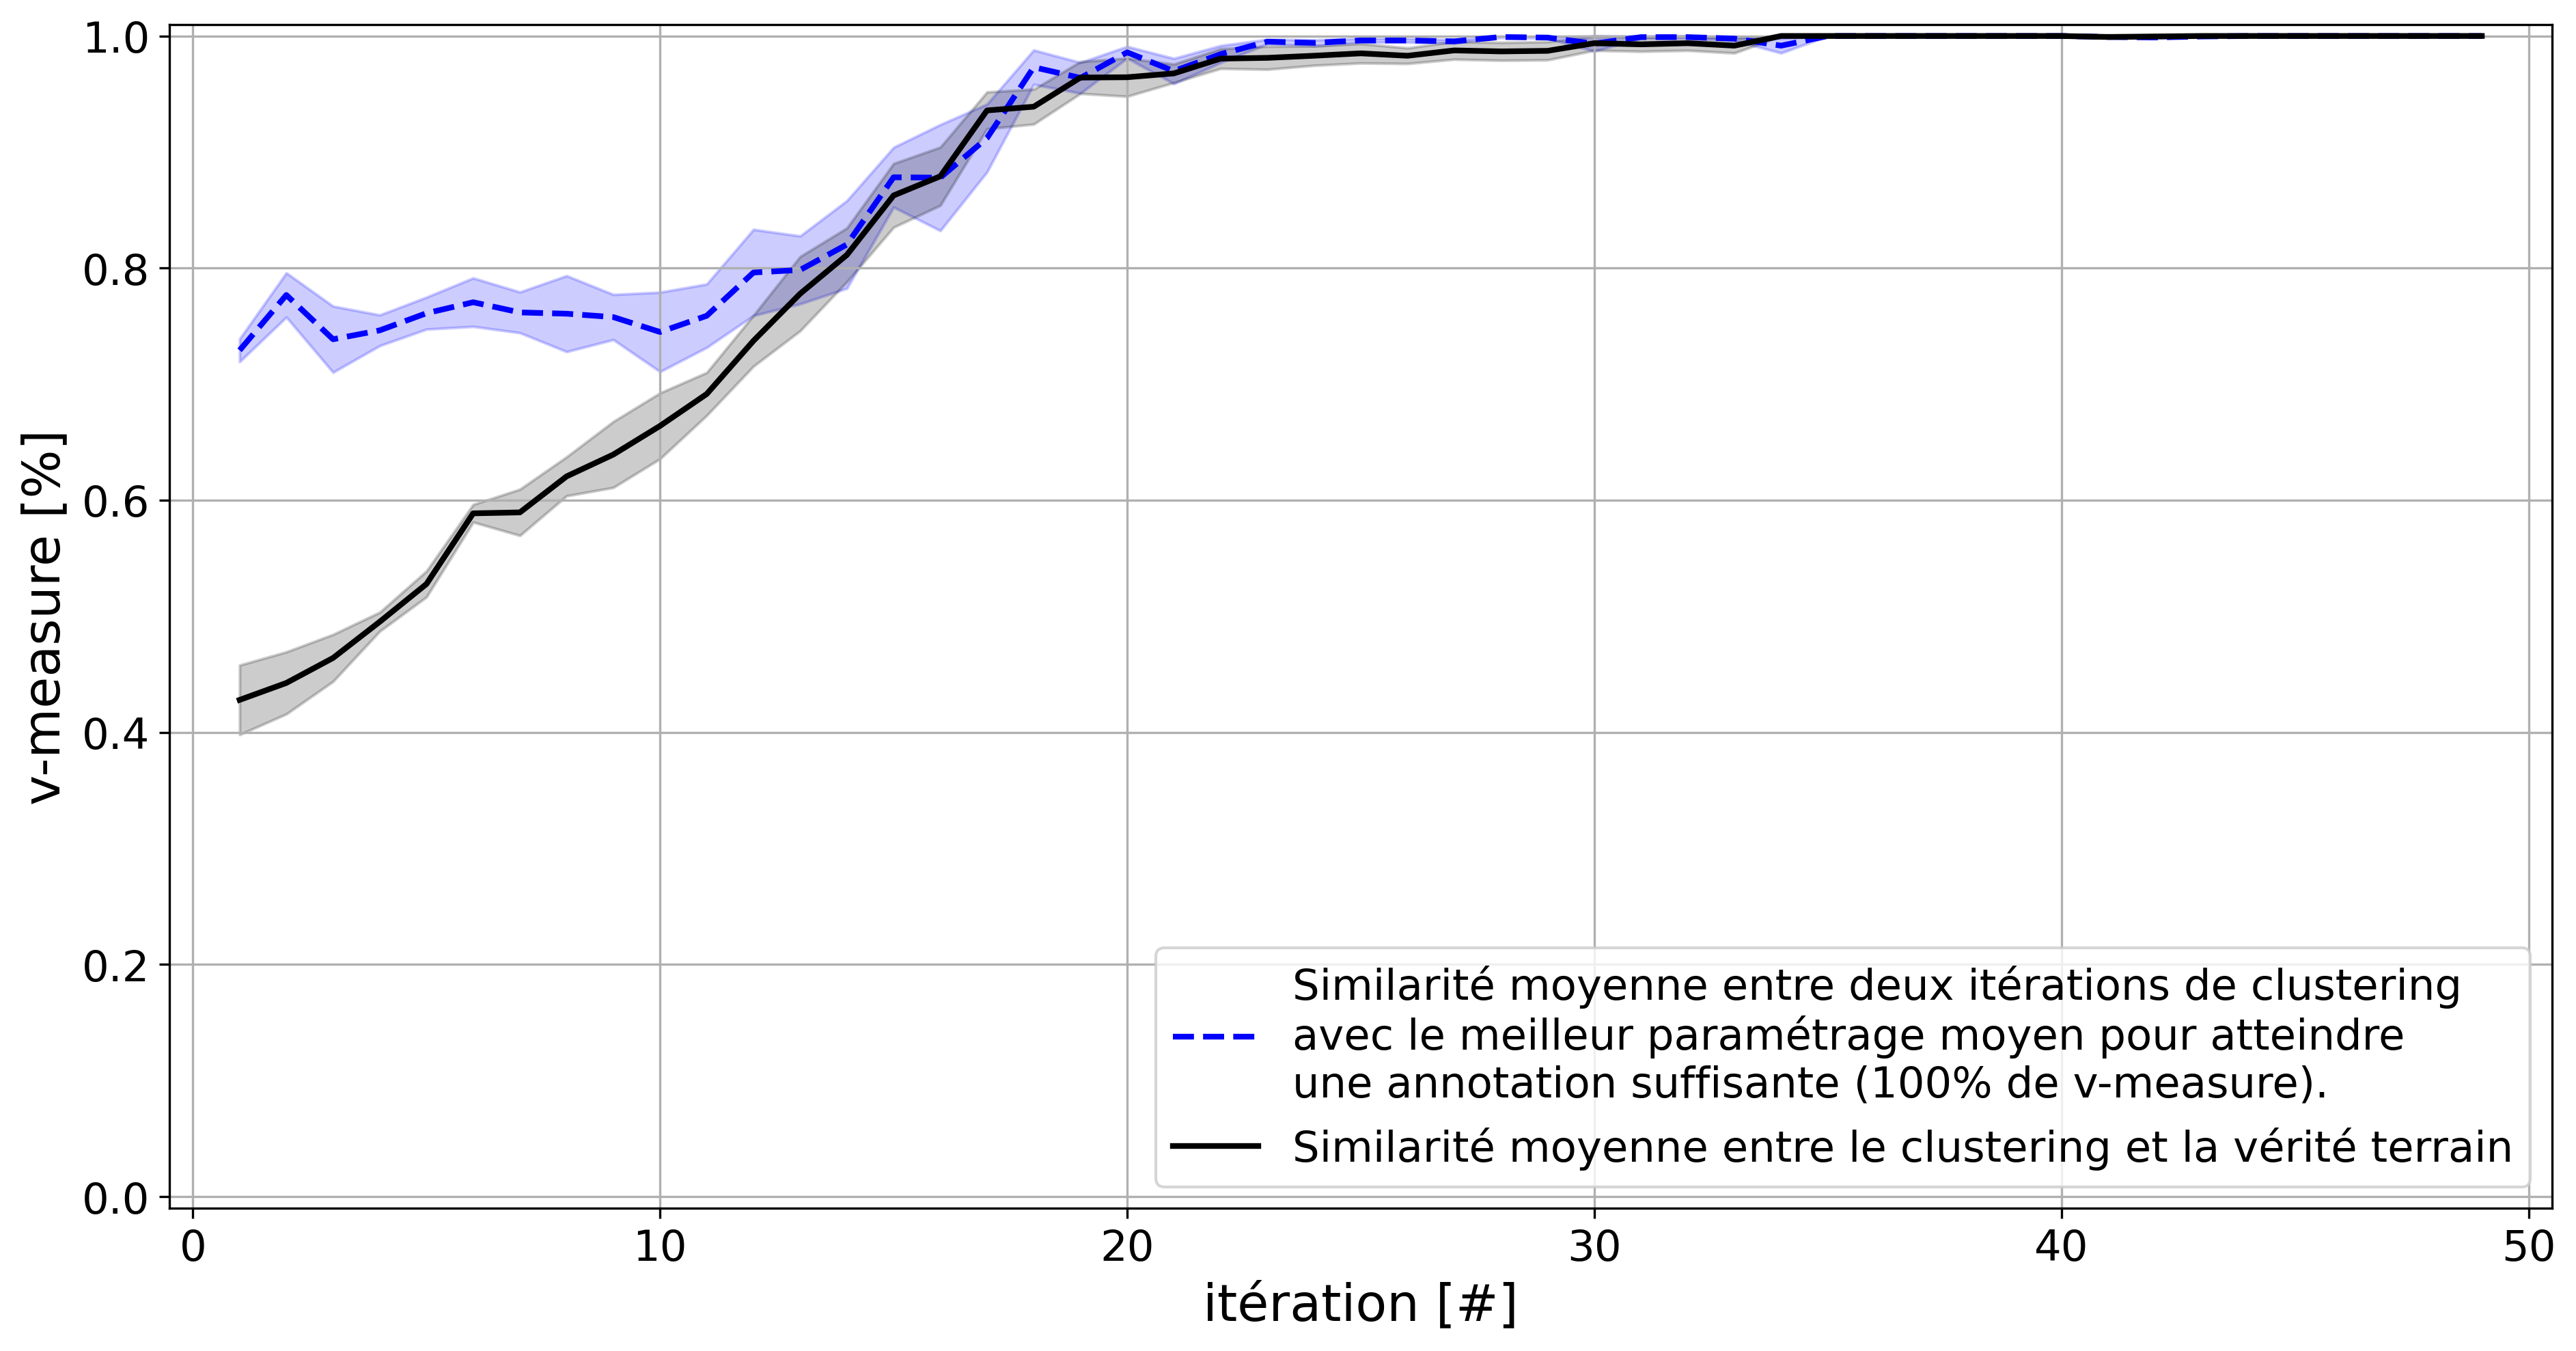 1.0
0.8
0.6
0.4
0.2
0.0
v-measure [%]
0 10 20 30 40 50
itération [#]
Similarité moyenne entre deux itérations de clustering
avec le meilleur paramétrage moyen pour atteindre
une annotation suffisante (100% de v-measure).
Similarité moyenne entre le clustering et la vérité terrain